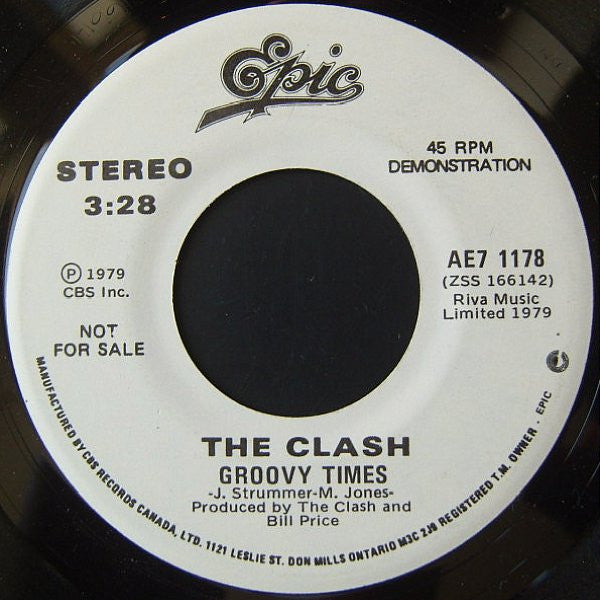 Epic
STEREO
3:28
45 RPM
DEMONSTRATION
℗ 1979
CBS Inc.
AE7 1178
(ZSS 166142)
Riva Music
Limited 1979
NOT
FOR SALE
THE CLASH
GROOVY TIMES
-J. Strummer-M. Jones-
Produced by The Clash and
Bill Price
MANUFACTURED BY CBS RECORDS CANADA, LTD. 1121 LESLIE ST. DON MILLS ONTARIO M3C 2J9 REGISTERED T.M. OWNER - EPIC